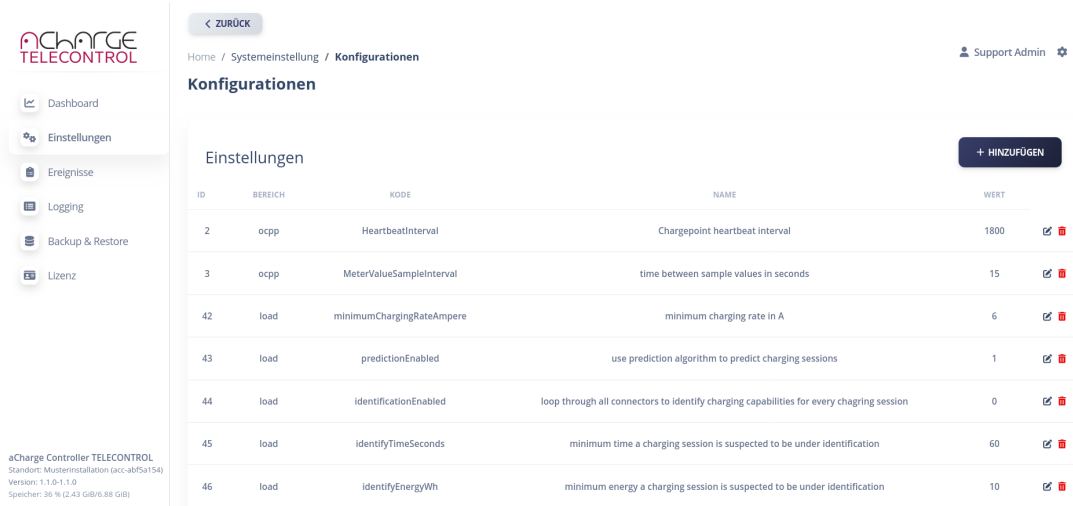 ACHARGE
TELECONTROL
Dashboard
Einstellungen
Ereignisse
Logging
Backup & Restore
Lizenz
aCharge Controller TELECONTROL
Standort: Musterinstallation (acc-abf5a154)
Version: 1.1.0-1.1.0
Speicher: 36 % (2.43 GiB/6.88 GiB)
ZURÜCK
Home / Systemeinstellung / Konfigurationen
Support Admin
Konfigurationen
Einstellungen
+ HINZUFÜGEN
ID BEREICH KODE NAME WERT
2 ocpp HeartbeatInterval Chargepoint heartbeat interval 1800
3 ocpp MeterValueSampleInterval time between sample values in seconds 15
42 load minimumChargingRateAmpere minimum charging rate in A 6
43 load predictionEnabled use prediction algorithm to predict charging sessions 1
44 load identificationEnabled loop through all connectors to identify charging capabilities for every chagring session 0
45 load identifyTimeSeconds minimum time a charging session is suspected to be under identification 60
46 load identifyEnergyWh minimum energy a charging session is suspected to be under identification 10